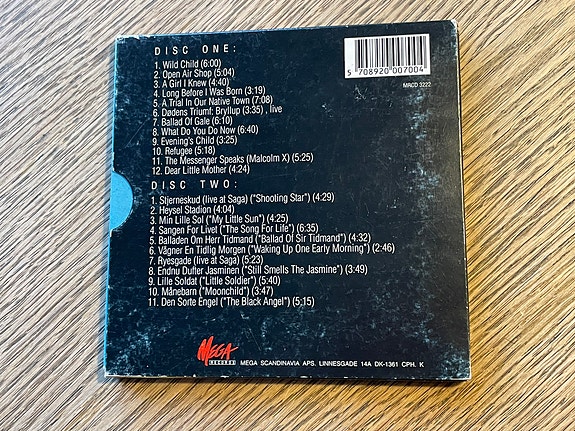 DISC ONE:
1. Wild Child (6:00)
2. Open Air Shop (5:04)
3. A Girl I Knew (4:40)
4. Long Before I Was Born (3:19)
5. A Trial In Our Native Town (7:08)
6. Dødens Triumf: Bryllup (3:35) , live
7. Ballad Of Gale (6:10)
8. What Do You Do Now (6:40)
9. Evening's Child (3:25)
10. Refugee (5:18)
11. The Messenger Speaks (Malcolm X) (5:25)
12. Dear Little Mother (4:24)
DISC TWO:
1. Stjerneskud (live at Saga) ("Shooting Star") (4:29)
2. Heysel Stadion (4:04)
3. Min Lille Sol ("My Little Sun") (4:25)
4. Sangen For Livet ("The Song For Life") (6:35)
5. Balladen Om Herr Tidmand ("Ballad Of Sir Tidmand") (4:32)
6. Vågner En Tidlig Morgen ("Waking Up One Early Morning") (2:46)
7. Ryesgade (live at Saga) (5:23)
8. Endnu Dufter Jasminen ("Still Smells The Jasmine") (3:49)
9. Lille Soldat ("Little Soldier") (5:40)
10. Månebarn ("Moonchild") (3:47)
11. Den Sorte Engel ("The Black Angel") (5:15)
5 708920 007004
MRCD 3222
MEGA
RECORDS
MEGA SCANDINAVIA APS. LINNESGADE 14A DK-1361 CPH. K